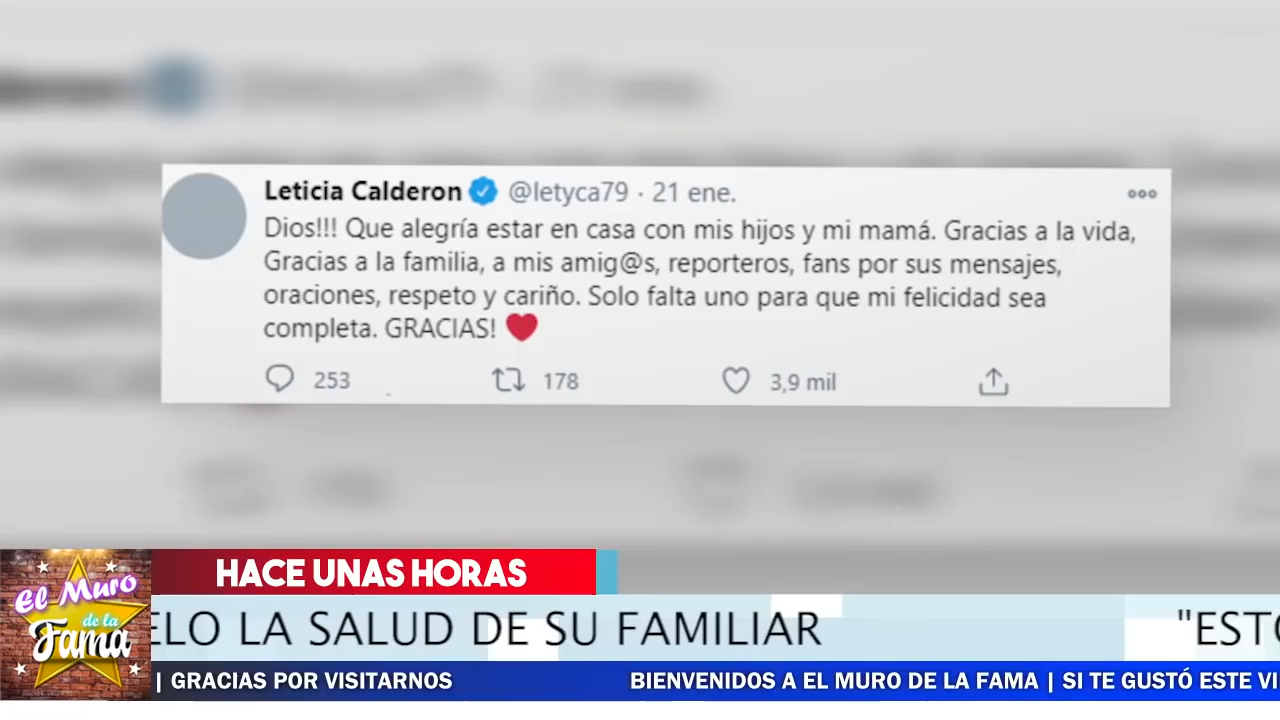 Leticia Calderon @letyca79 · 21 ene.
Dios!!! Que alegría estar en casa con mis hijos y mi mamá. Gracias a la vida,
Gracias a la familia, a mis amig@s, reporteros, fans por sus mensajes,
oraciones, respeto y cariño. Solo falta uno para que mi felicidad sea
completa. GRACIAS! ❤️
253 178 3,9 mil
HACE UNAS HORAS
El Muro
de la
Fama
ELO LA SALUD DE SU FAMILIAR "ESTO
| GRACIAS POR VISITARNOS BIENVENIDOS A EL MURO DE LA FAMA | SI TE GUSTÓ ESTE VI